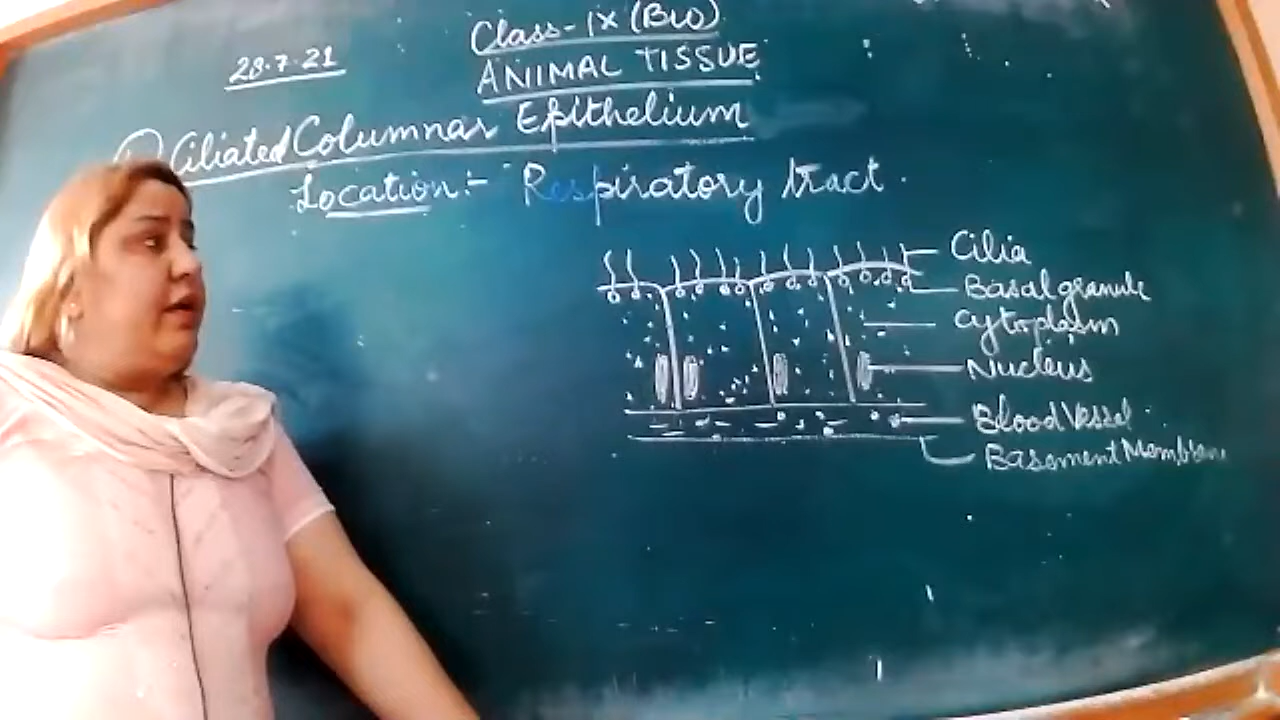 Class-IX (Bio)
28.7.21
ANIMAL TISSUE
Ciliated Columnar Epithelium
Location:- Respiratory tract.
Cilia
Basal granule
Cytoplasm
Nucleus
Blood Vessel
Basement Membrane